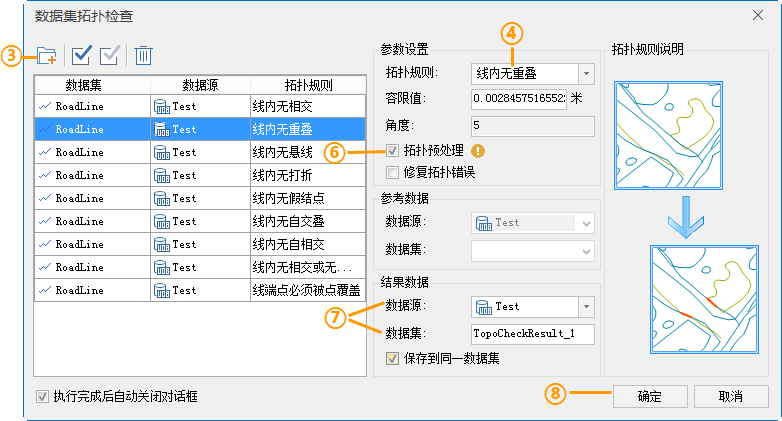 数据集拓扑检查
③
数据集 数据源 拓扑规则
RoadLine Test 线内无相交
RoadLine Test 线内无重叠
RoadLine Test 线内无悬线
RoadLine Test 线内无打折
RoadLine Test 线内无假结点
RoadLine Test 线内无自交叠
RoadLine Test 线内无自相交
RoadLine Test 线内无相交或无...
RoadLine Test 线端点必须被点覆盖
执行完成后自动关闭对话框
参数设置
④
拓扑规则: 线内无重叠
容限值: 0.0028457516552 米
角度: 5
⑥ 拓扑预处理
修复拓扑错误
参考数据
数据源: Test
数据集:
结果数据
⑦
数据源: Test
数据集: TopoCheckResult_1
保存到同一数据集
拓扑规则说明
⑧ 确定 取消